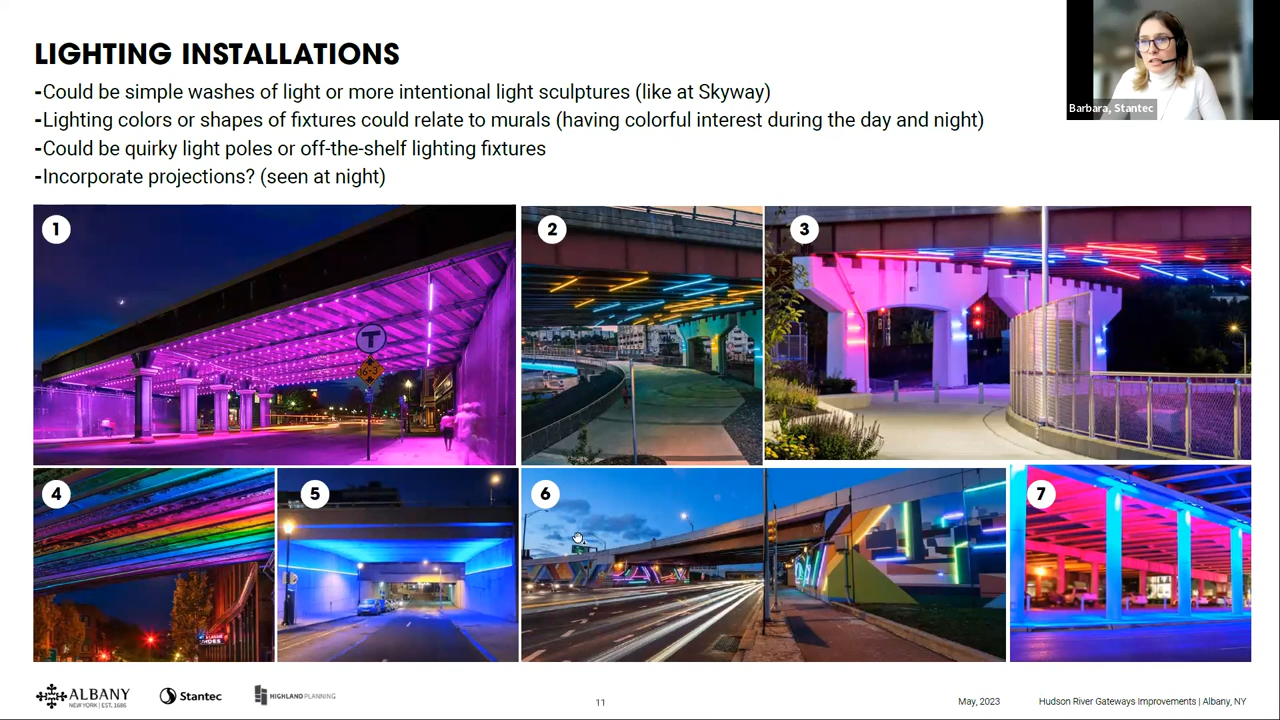 LIGHTING INSTALLATIONS
-Could be simple washes of light or more intentional light sculptures (like at Skyway)
-Lighting colors or shapes of fixtures could relate to murals (having colorful interest during the day and night)
-Could be quirky light poles or off-the-shelf lighting fixtures
-Incorporate projections? (seen at night)
Barbara, Stantec
1
2
3
T
4
5
6
7
ALBANY
NEW YORK | EST. 1686
Stantec
HIGHLAND PLANNING
11
May, 2023
Hudson River Gateways Improvements | Albany, NY